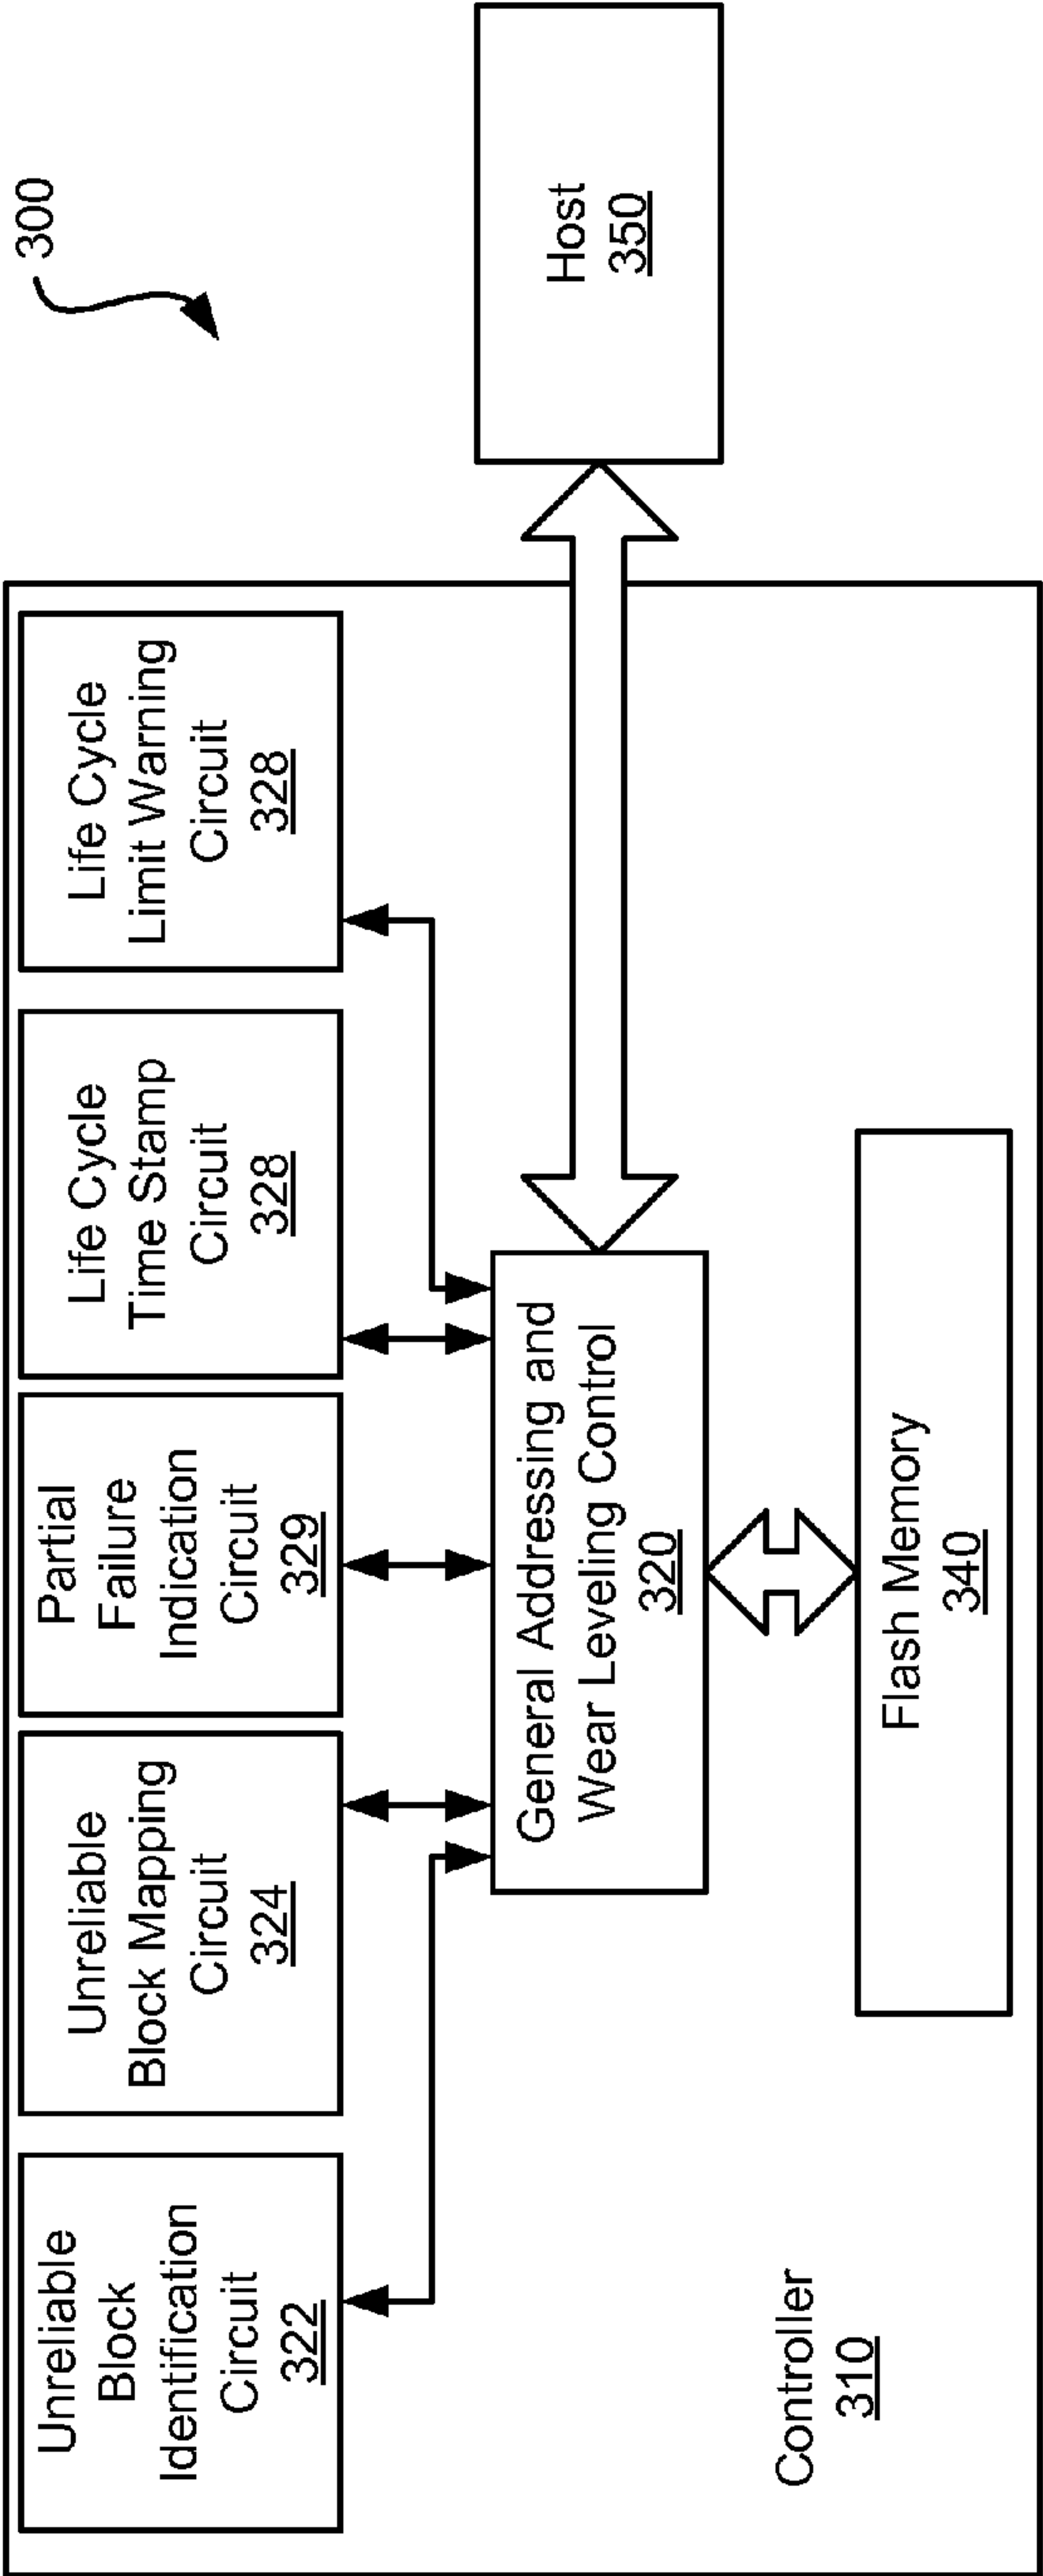 300
Unreliable
Block
Identification
Circuit
322
Unreliable
Block Mapping
Circuit
324
Partial
Failure
Indication
Circuit
329
Life Cycle
Time Stamp
Circuit
328
Life Cycle
Limit Warning
Circuit
328
General Addressing and
Wear Leveling Control
320
Host
350
Controller
310
Flash Memory
340